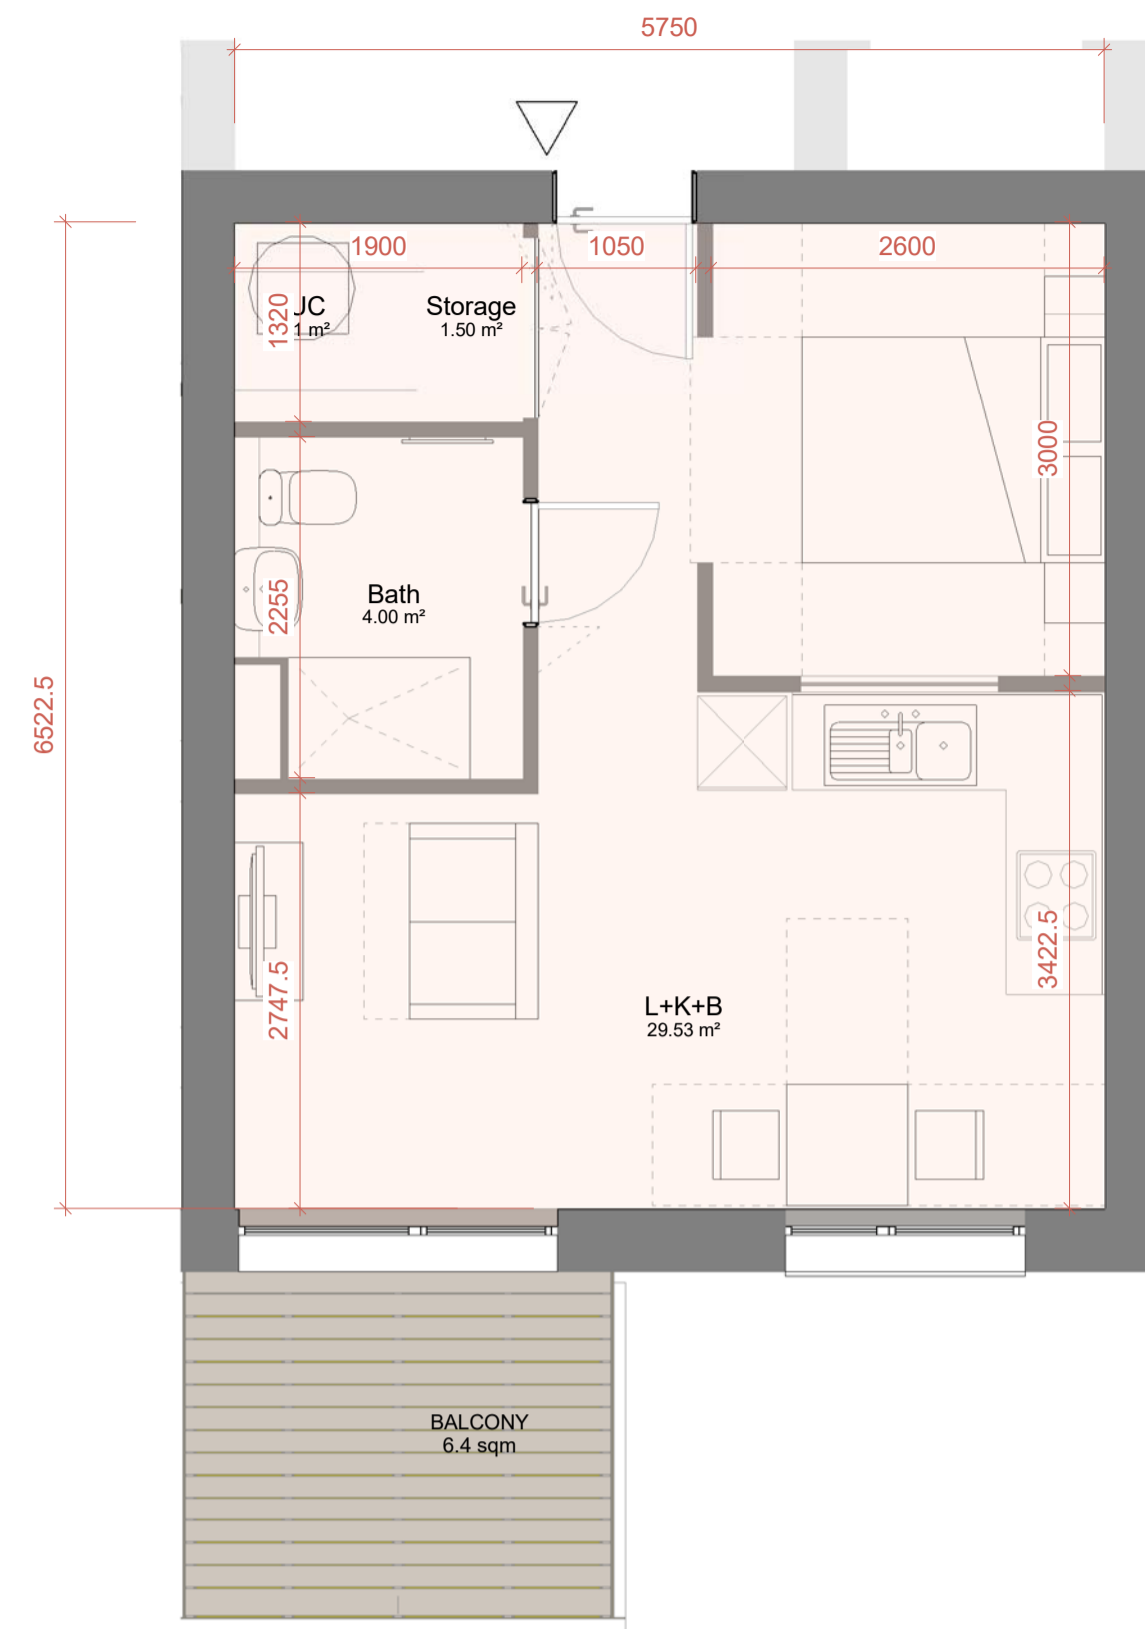 5750
1900
1050
2600
1320
JC
1 m²
Storage
1.50 m²
3000
2255
Bath
4.00 m²
6522.5
2747.5
3422.5
L+K+B
29.53 m²
BALCONY
6.4 sqm